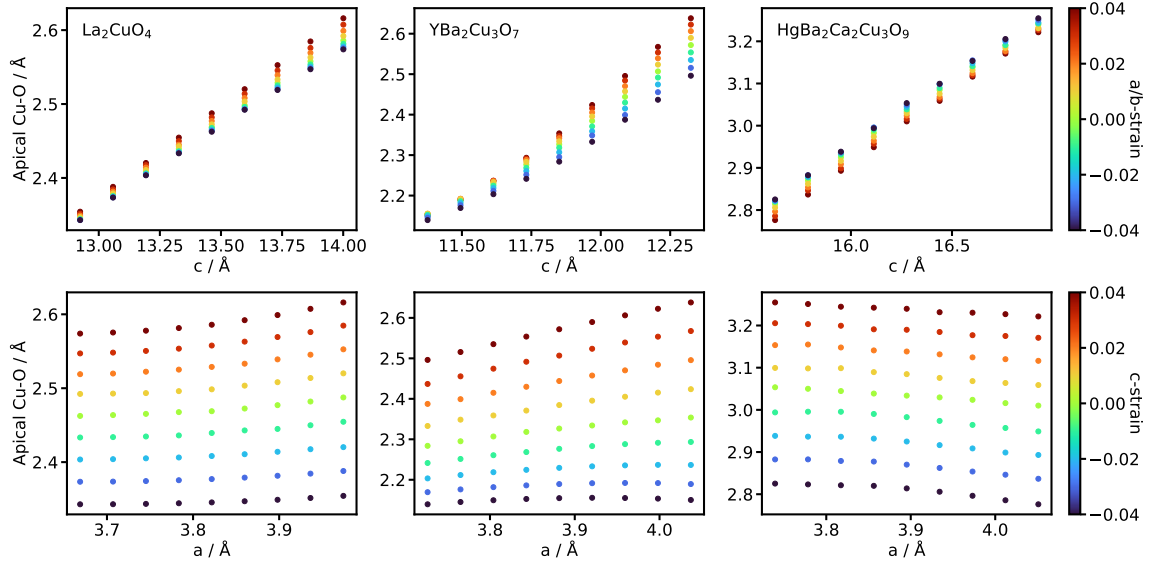 La₂CuO₄
YBa₂Cu₃O₇
HgBa₂Ca₂Cu₃O₉
Apical Cu-O / Å
2.6
2.5
2.4
13.00 13.25 13.50 13.75 14.00
c / Å
2.6
2.5
2.4
2.3
2.2
11.50 11.75 12.00 12.25
c / Å
3.2
3.1
3.0
2.9
2.8
16.0 16.5
c / Å
0.04
0.02
0.00
−0.02
−0.04
a/b-strain
Apical Cu-O / Å
2.6
2.5
2.4
3.7 3.8 3.9
a / Å
2.6
2.5
2.4
2.3
2.2
3.8 3.9 4.0
a / Å
3.2
3.1
3.0
2.9
2.8
3.8 3.9 4.0
a / Å
0.04
0.02
0.00
−0.02
−0.04
c-strain